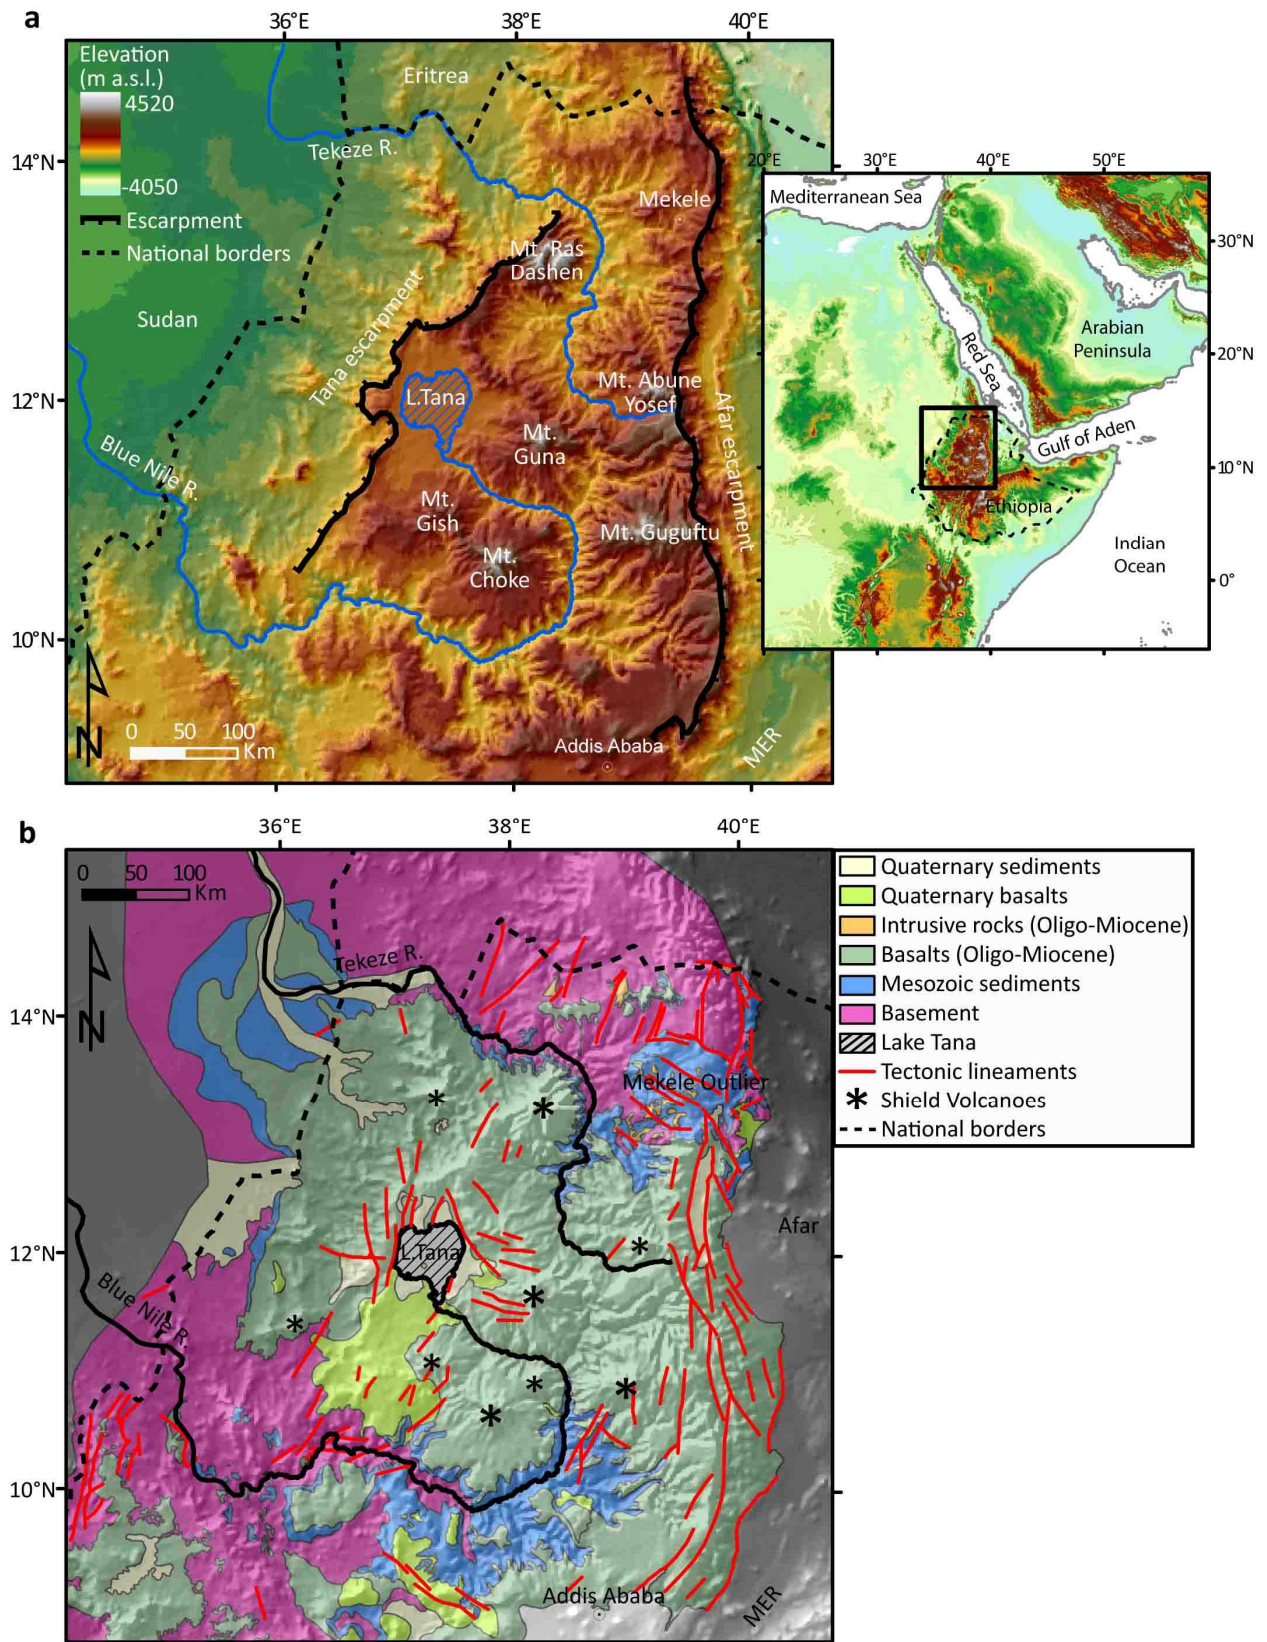 a
36°E
38°E
40°E
Elevation
(m a.s.l.)
4520
-4050
Escarpment
National borders
Eritrea
Tekeze R.
14°N
Mekele
Mt. Ras
Dashen
Sudan
Tana escarpment
12°N
L.Tana
Mt. Abune
Yosef
Mt.
Guna
Afar escarpment
Blue Nile R.
Mt.
Gish
Mt. Guguftu
Mt.
Choke
10°N
N
0 50 100
Km
Addis Ababa
MER
20°E
30°E
40°E
50°E
Mediterranean Sea
30°N
Arabian
Peninsula
Red Sea
20°N
Gulf of Aden
10°N
Ethiopia
Indian
Ocean
0°
b
36°E
38°E
40°E
0 50 100
Km
N
Tekeze R.
14°N
Mekele Outlier
12°N
L.Tana
Afar
Blue Nile R.
10°N
Addis Ababa
MER
Quaternary sediments
Quaternary basalts
Intrusive rocks (Oligo-Miocene)
Basalts (Oligo-Miocene)
Mesozoic sediments
Basement
Lake Tana
Tectonic lineaments
Shield Volcanoes
National borders